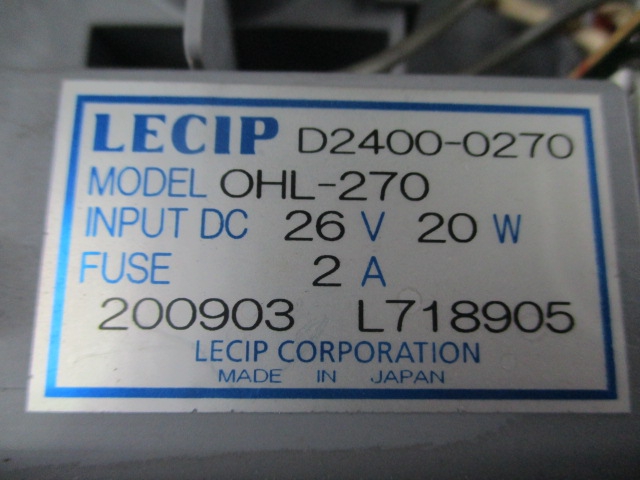 LECIP D2400-0270
MODEL OHL-270
INPUT DC 26 V 20 W
FUSE 2 A
200903 L718905
LECIP CORPORATION
MADE IN JAPAN